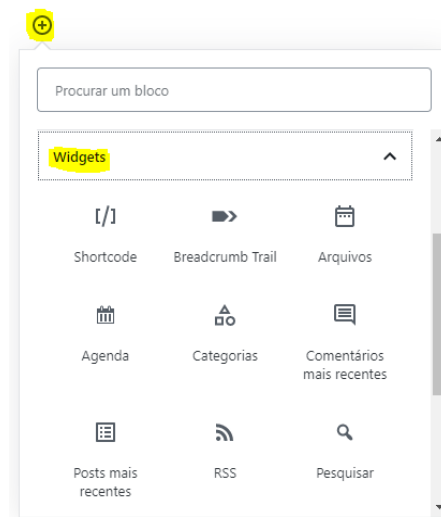 Procurar um bloco
Widgets
Shortcode
Breadcrumb Trail
Arquivos
Agenda
Categorias
Comentários
mais recentes
Posts mais
recentes
RSS
Pesquisar